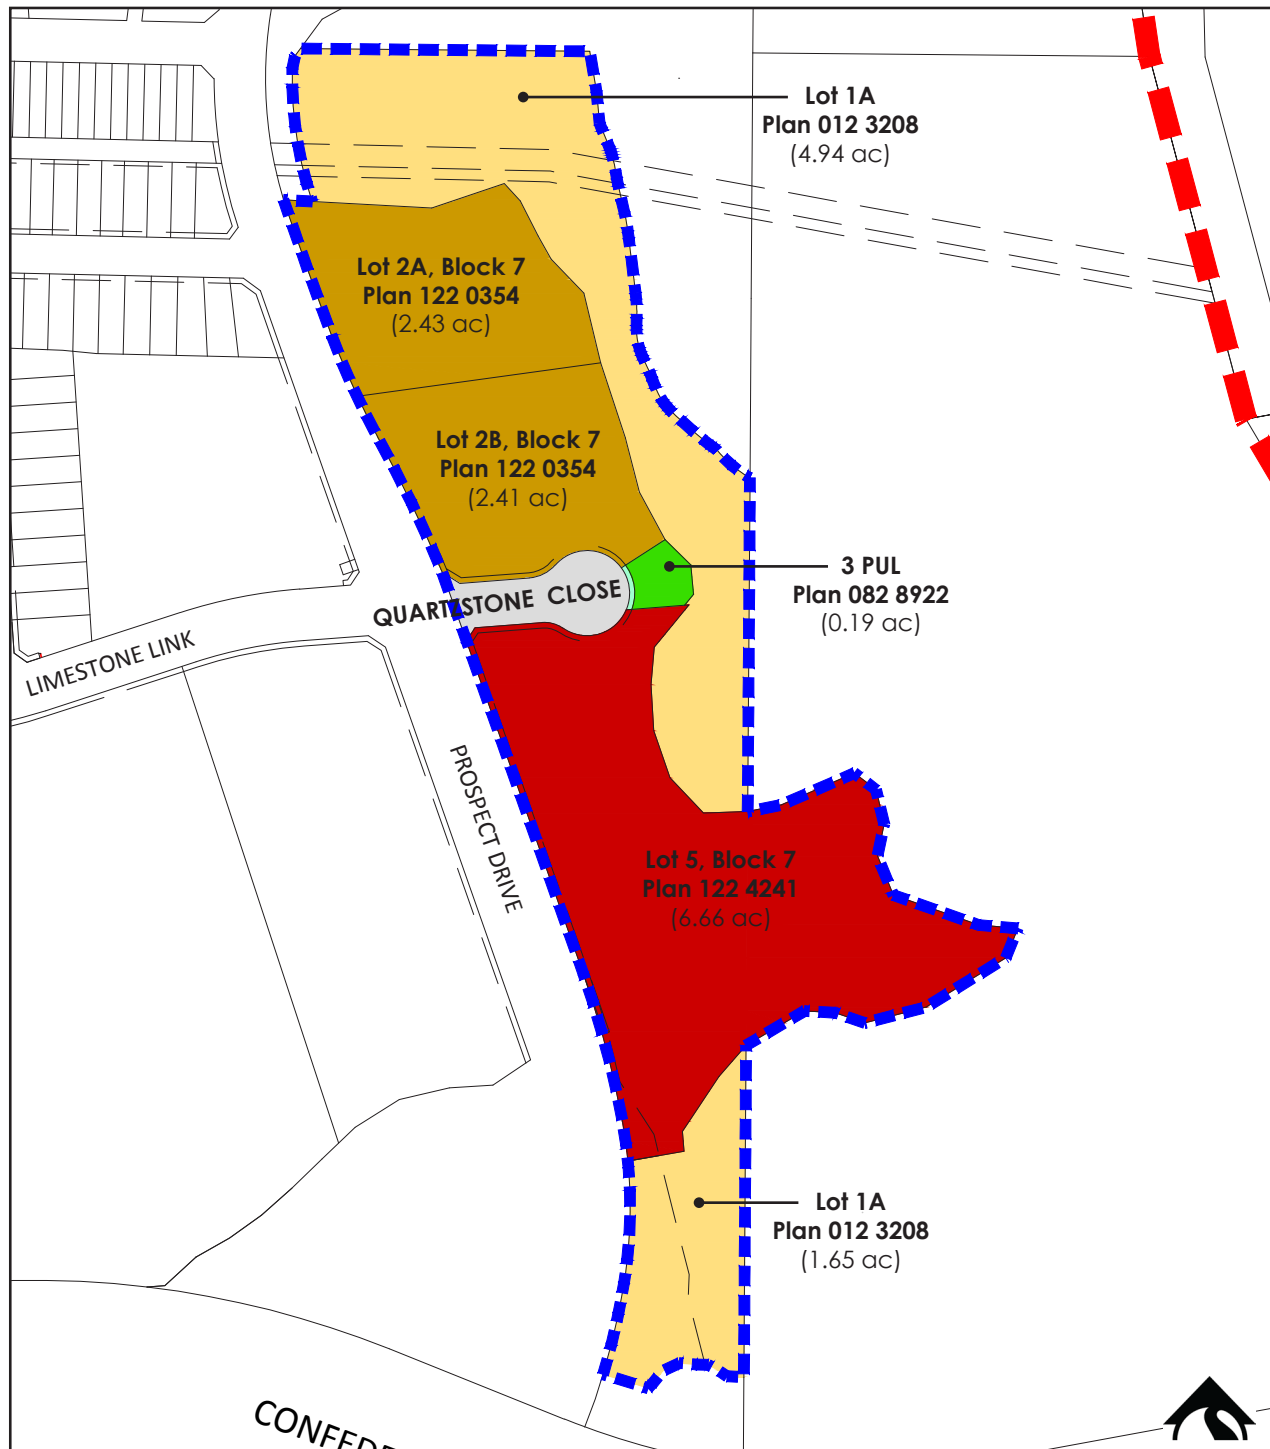 Lot 1A
Plan 012 3208
(4.94 ac)
Lot 2A, Block 7
Plan 122 0354
(2.43 ac)
Lot 2B, Block 7
Plan 122 0354
(2.41 ac)
3 PUL
Plan 082 8922
(0.19 ac)
QUARTZSTONE CLOSE
LIMESTONE LINK
PROSPECT DRIVE
Lot 5, Block 7
Plan 122 4241
(6.66 ac)
Lot 1A
Plan 012 3208
(1.65 ac)